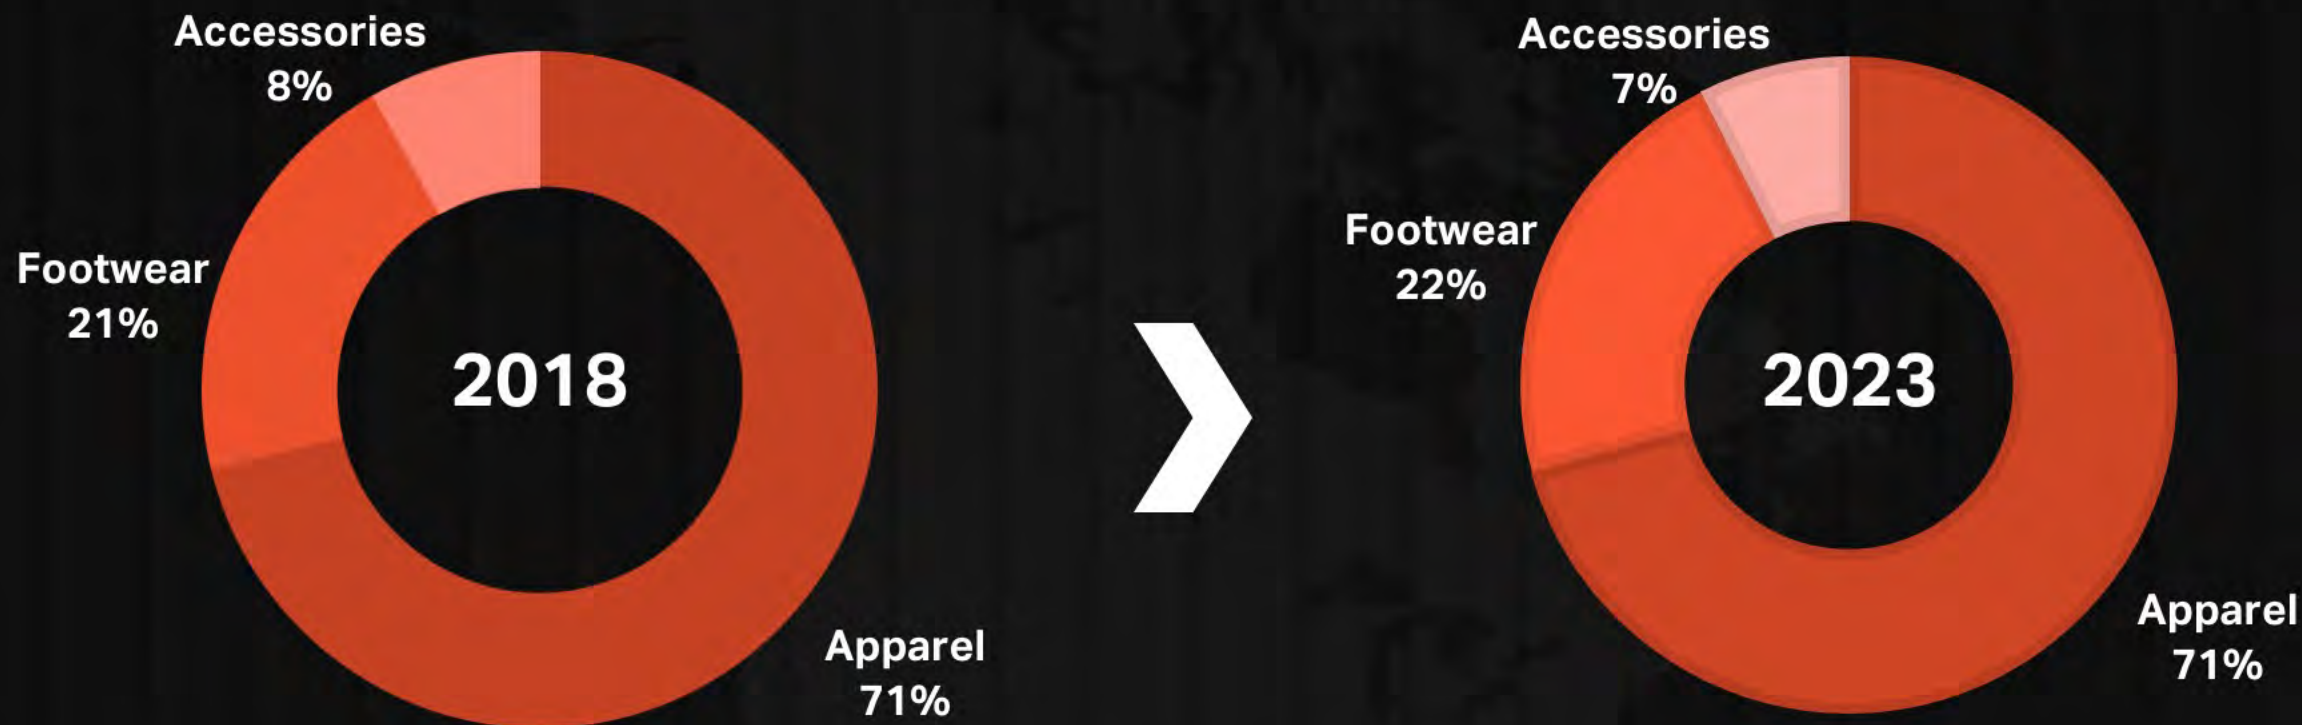 Accessories
8%
Footwear
21%
2018
Apparel
71%
Accessories
7%
Footwear
22%
2023
Apparel
71%